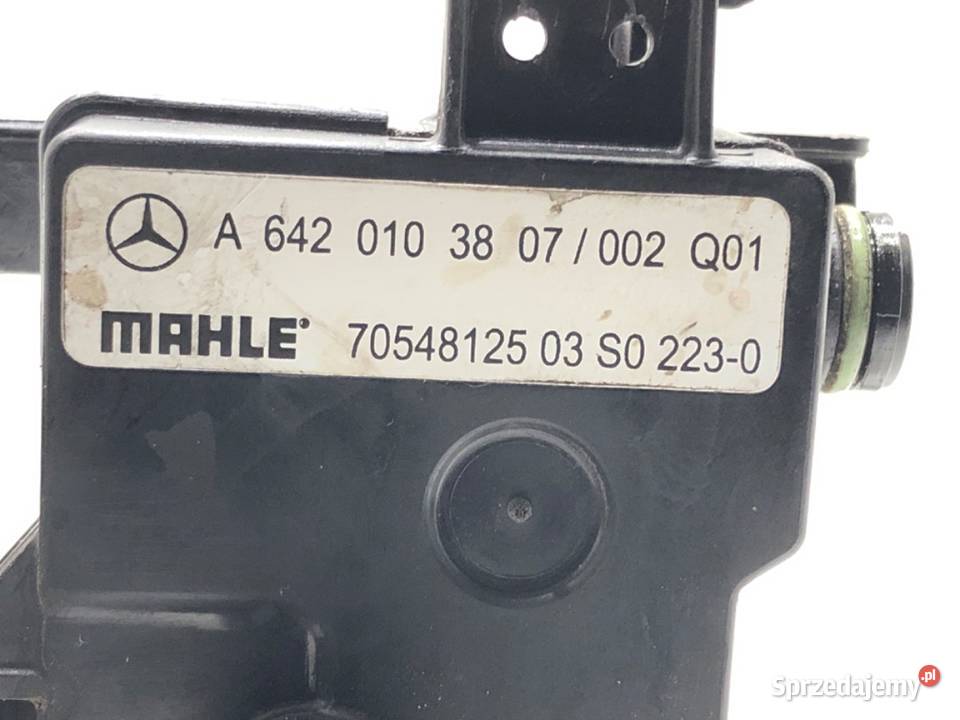 A 642 010 38 07/002 Q01
MAHLE 70548125 03 S0 223-0
Sprzedajemy.pl